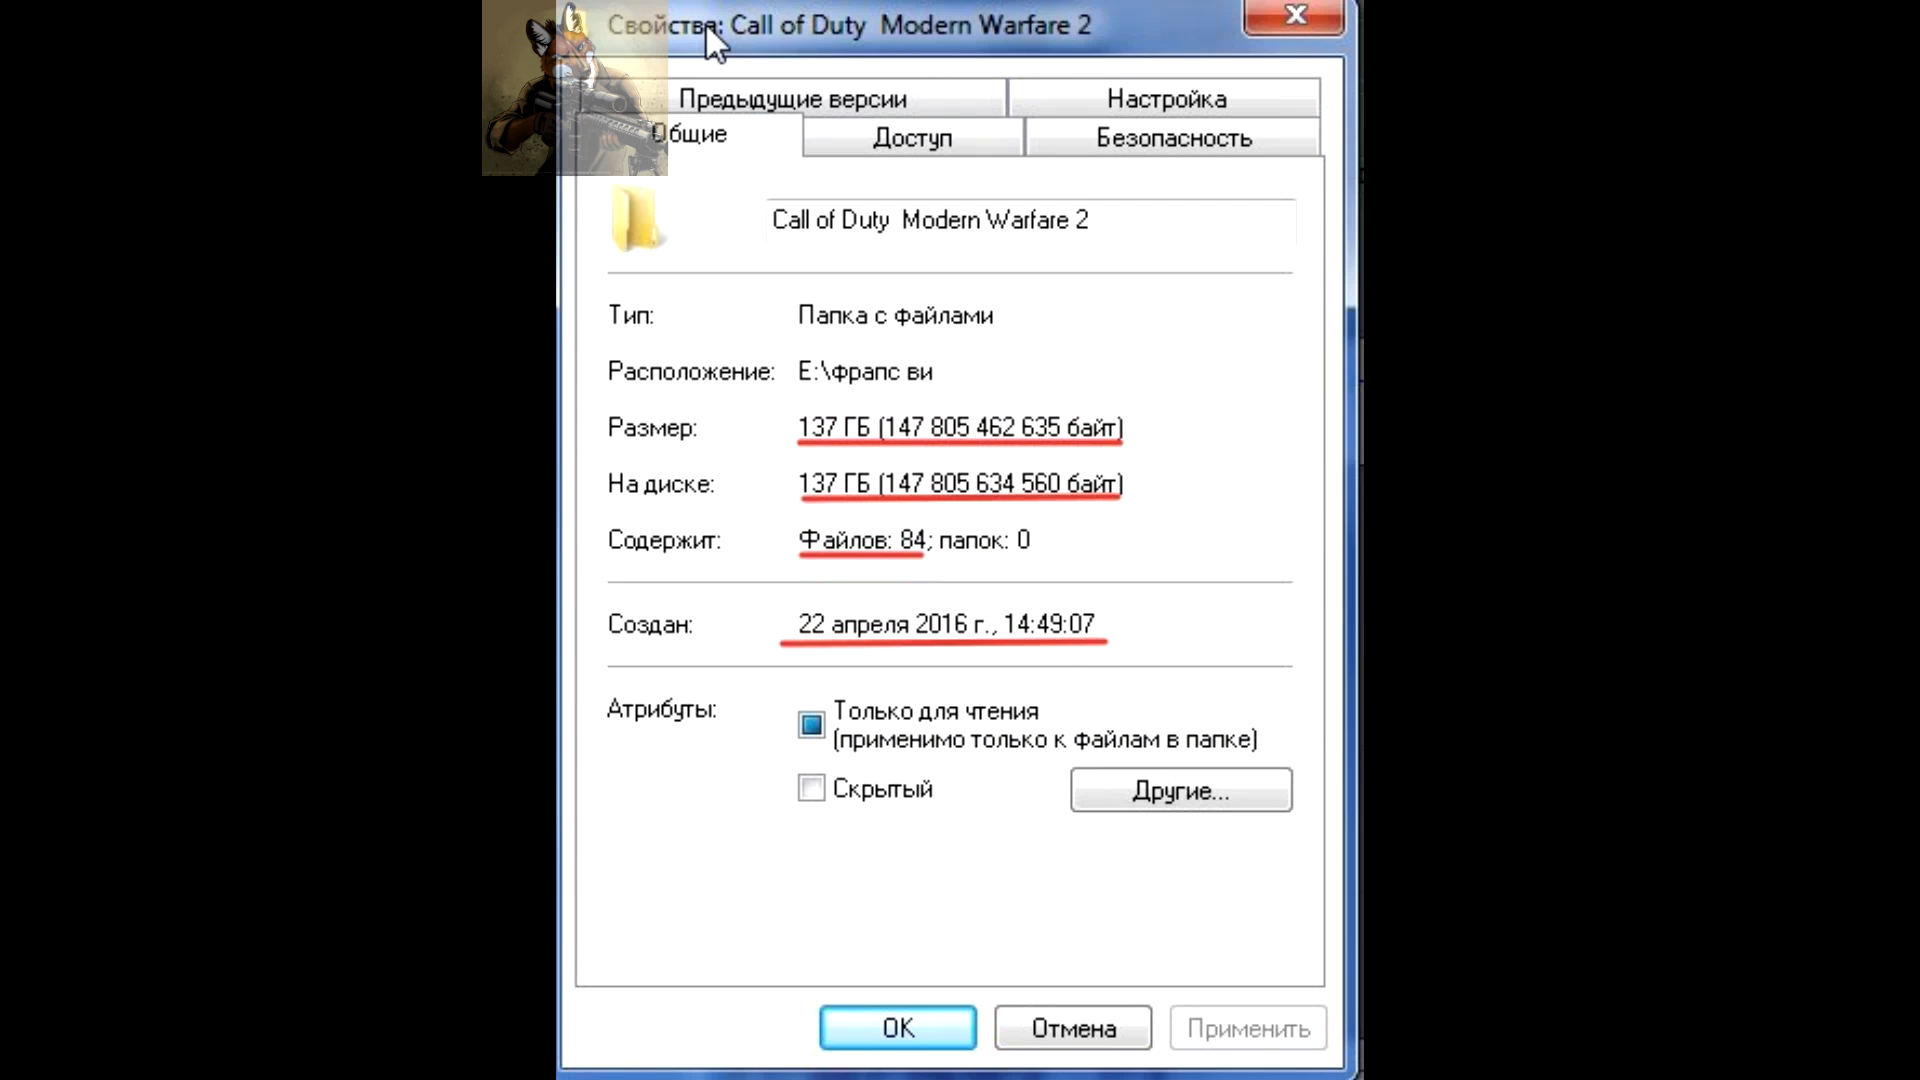 Свойства: Call of Duty  Modern Warfare 2
Предыдущие версии
Настройка
Общие
Доступ
Безопасность
Call of Duty  Modern Warfare 2
Тип:
Папка с файлами
Расположение:
E:\фрапс ви
Размер:
137 ГБ (147 805 462 635 байт)
На диске:
137 ГБ (147 805 634 560 байт)
Содержит:
Файлов: 84; папок: 0
Создан:
22 апреля 2016 г., 14:49:07
Атрибуты:
Только для чтения
(применимо только к файлам в папке)
Скрытый
Другие...
ОК
Отмена
Применить